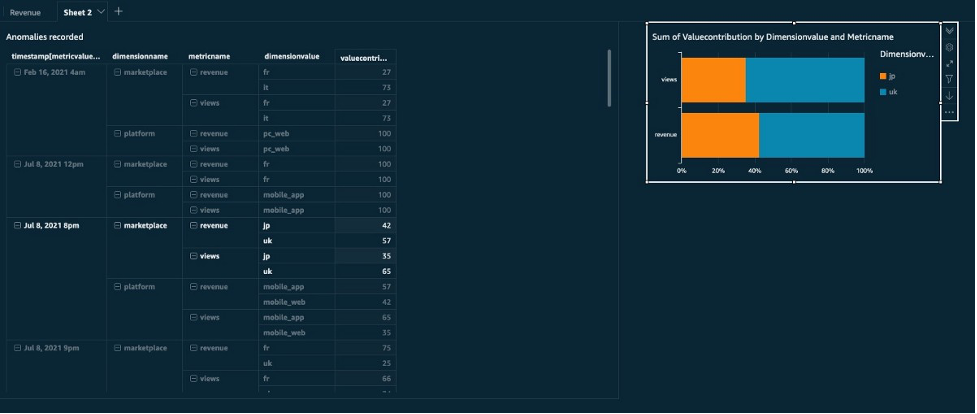 Revenue Sheet 2
Anomalies recorded
timestamp[metricvalue... dimensionname metricname dimensionvalue valuecontri...
Feb 16, 2021 4am marketplace revenue fr 27
it 73
views fr 27
it 73
platform revenue pc_web 100
views pc_web 100
Jul 8, 2021 12pm marketplace revenue fr 100
views fr 100
platform revenue mobile_app 100
views mobile_app 100
Jul 8, 2021 8pm marketplace revenue jp 42
uk 57
views jp 35
uk 65
platform revenue mobile_app 57
mobile_web 42
views mobile_app 65
mobile_web 35
Jul 8, 2021 9pm marketplace revenue fr 75
uk 25
views fr 66
Sum of Valuecontribution by Dimensionvalue and Metricname
Dimensionv...
jp
uk
views
revenue
0% 20% 40% 60% 80% 100%